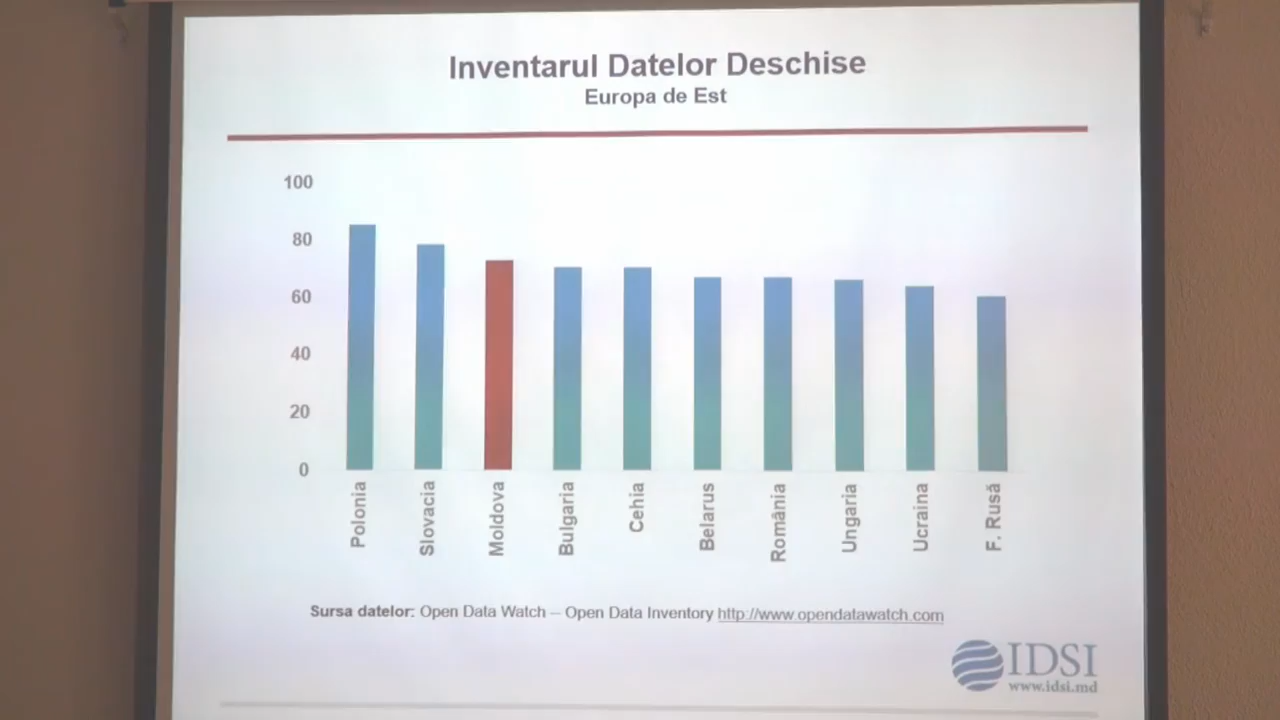 Inventarul Datelor Deschise
Europa de Est
100
80
60
40
20
0
Polonia
Slovacia
Moldova
Bulgaria
Cehia
Belarus
România
Ungaria
Ucraina
F. Rusă
Sursa datelor: Open Data Watch – Open Data Inventory http://www.opendatawatch.com
IDSI
www.idsi.md